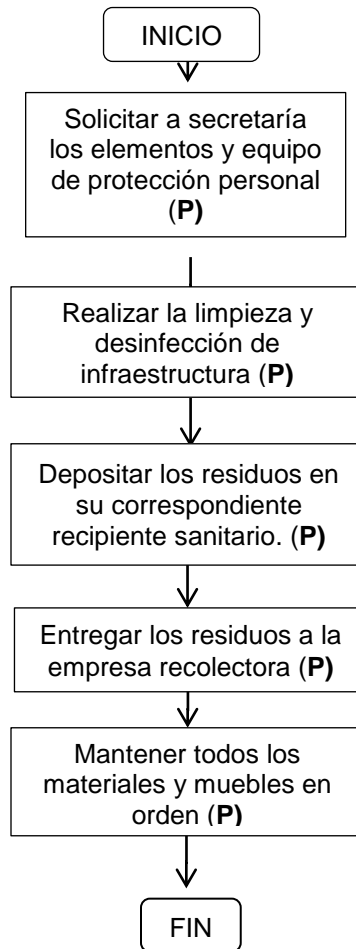 INICIO
Solicitar a secretaría
los elementos y equipo
de protección personal
(P)
Realizar la limpieza y
desinfección de
infraestructura (P)
Depositar los residuos en
su correspondiente
recipiente sanitario. (P)
Entregar los residuos a la
empresa recolectora (P)
Mantener todos los
materiales y muebles en
orden (P)
FIN